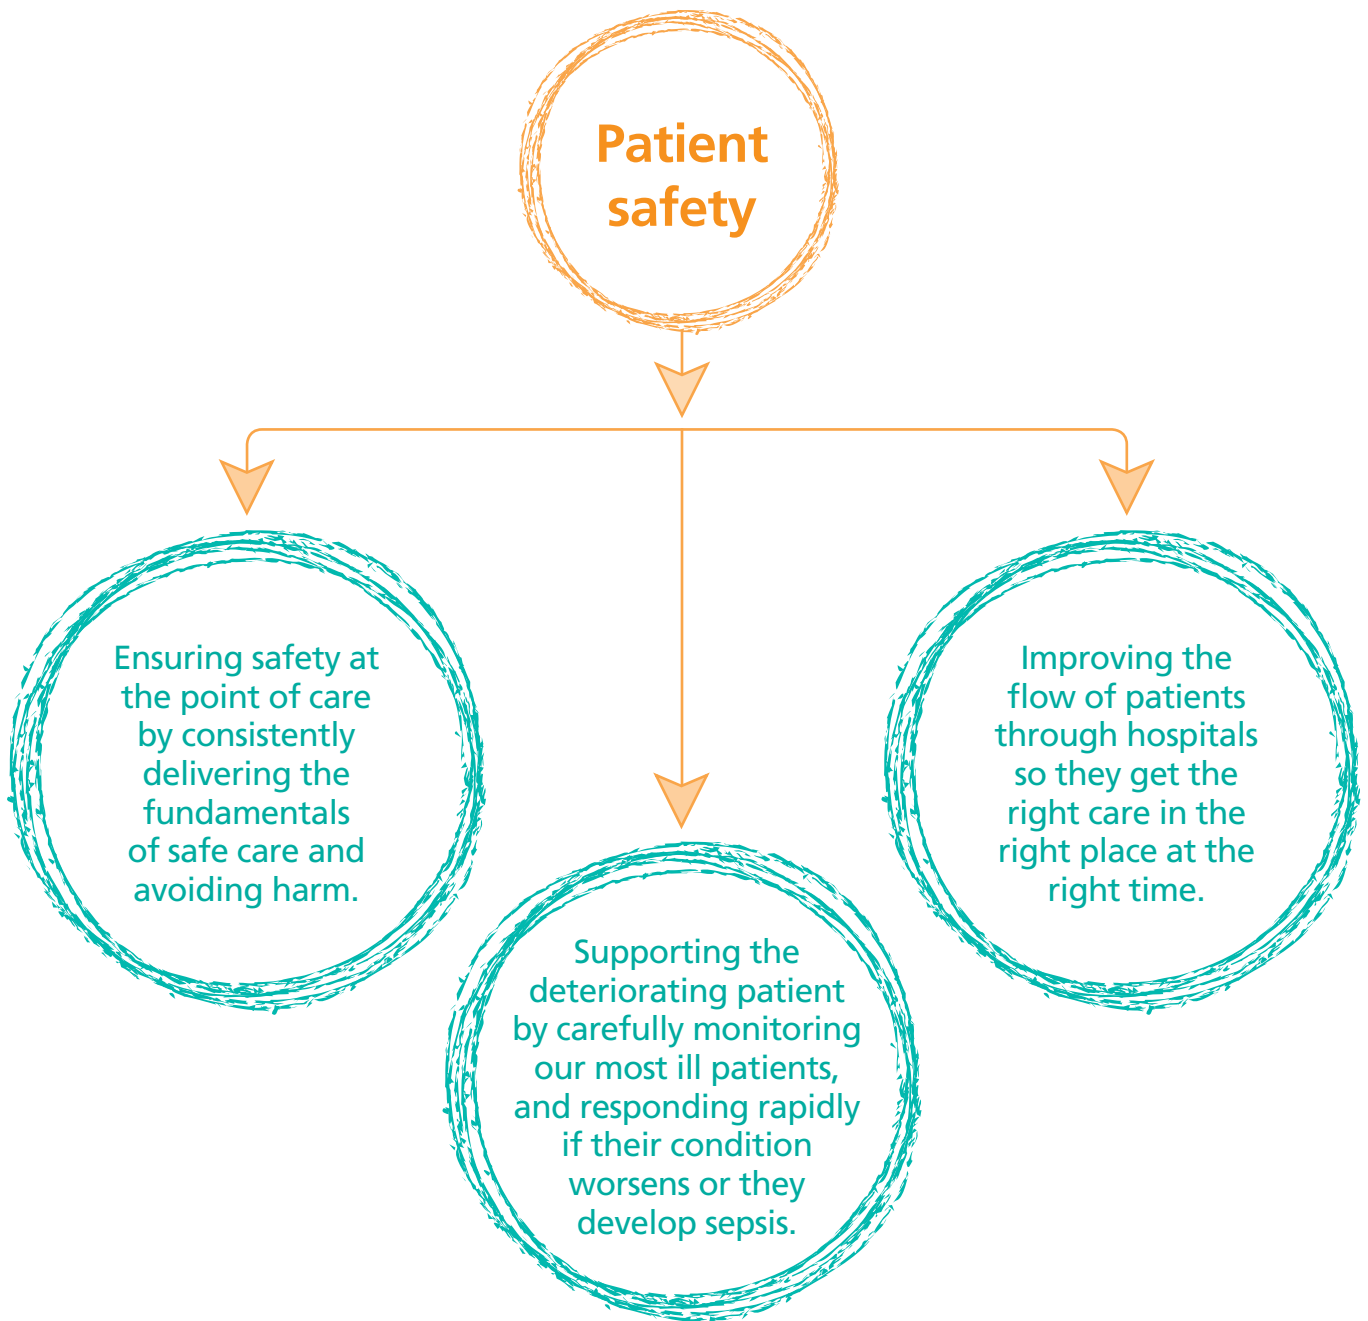 Patient
safety
Ensuring safety at
the point of care
by consistently
delivering the
fundamentals
of safe care and
avoiding harm.
Supporting the
deteriorating patient
by carefully monitoring
our most ill patients,
and responding rapidly
if their condition
worsens or they
develop sepsis.
Improving the
flow of patients
through hospitals
so they get the
right care in the
right place at the
right time.